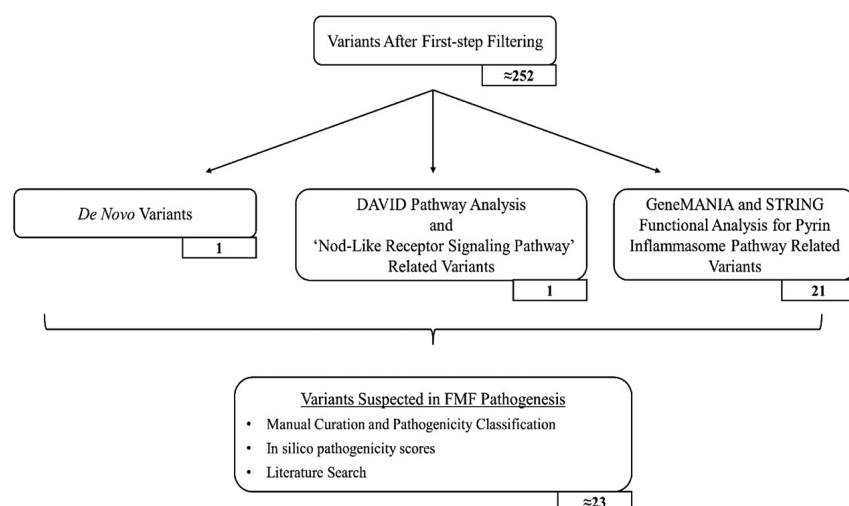 Variants After First-step Filtering
≈252
De Novo Variants
1
DAVID Pathway Analysis
and
‘Nod-Like Receptor Signaling Pathway’
Related Variants
1
GeneMANIA and STRING
Functional Analysis for Pyrin
Inflammasome Pathway Related
Variants
21
Variants Suspected in FMF Pathogenesis
• Manual Curation and Pathogenicity Classification
• In silico pathogenicity scores
• Literature Search
≈23